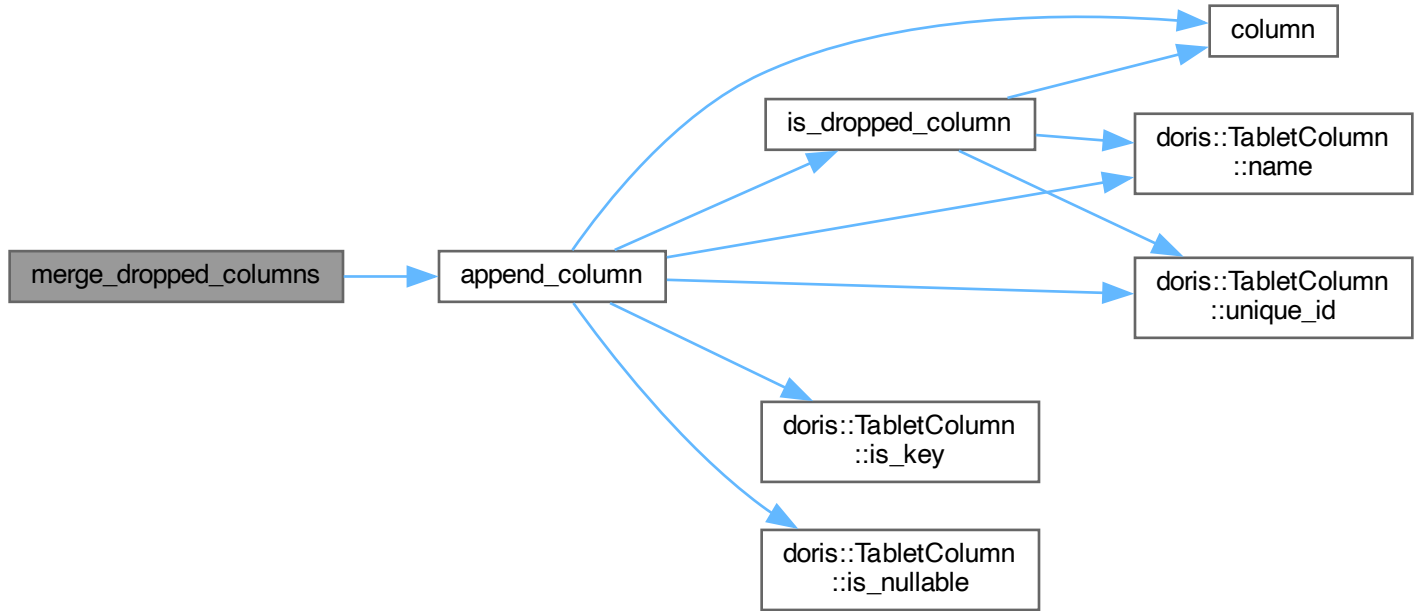 column
is_dropped_column
doris::TabletColumn
::name
merge_dropped_columns
append_column
doris::TabletColumn
::unique_id
doris::TabletColumn
::is_key
doris::TabletColumn
::is_nullable